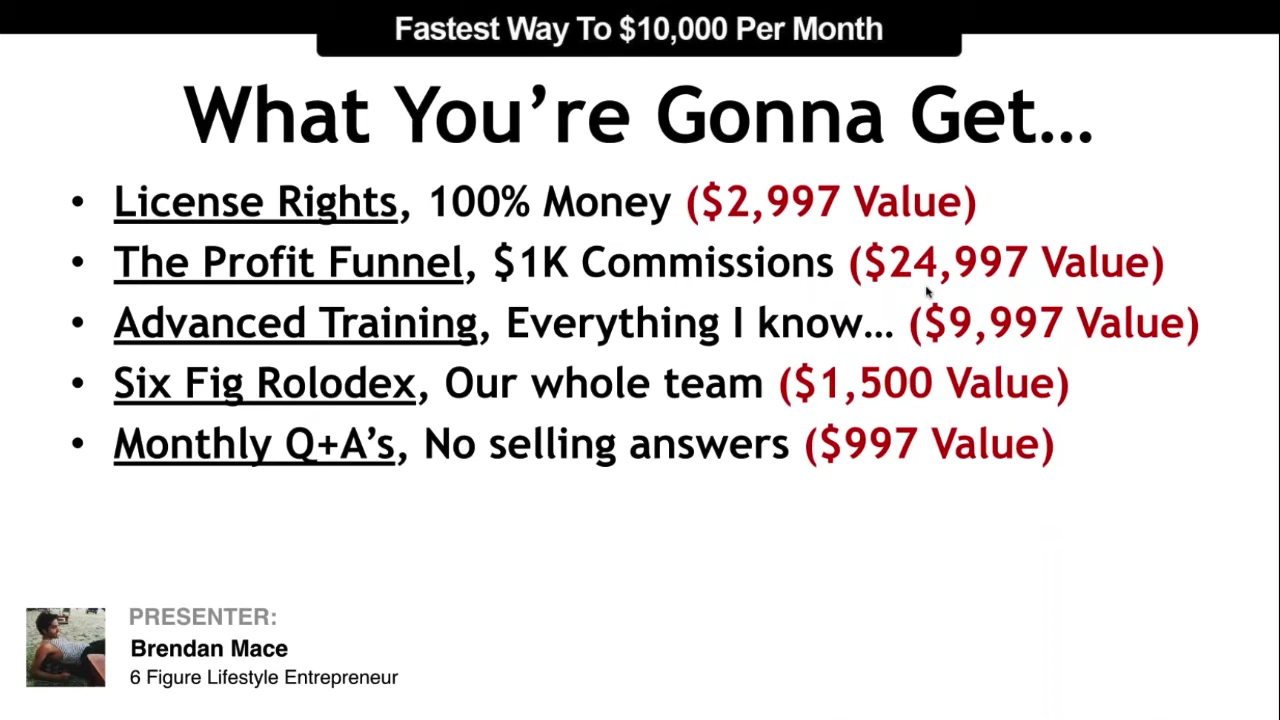 Fastest Way To $10,000 Per Month
What You’re Gonna Get…
• License Rights, 100% Money ($2,997 Value)
• The Profit Funnel, $1K Commissions ($24,997 Value)
• Advanced Training, Everything I know… ($9,997 Value)
• Six Fig Rolodex, Our whole team ($1,500 Value)
• Monthly Q+A’s, No selling answers ($997 Value)
PRESENTER:
Brendan Mace
6 Figure Lifestyle Entrepreneur